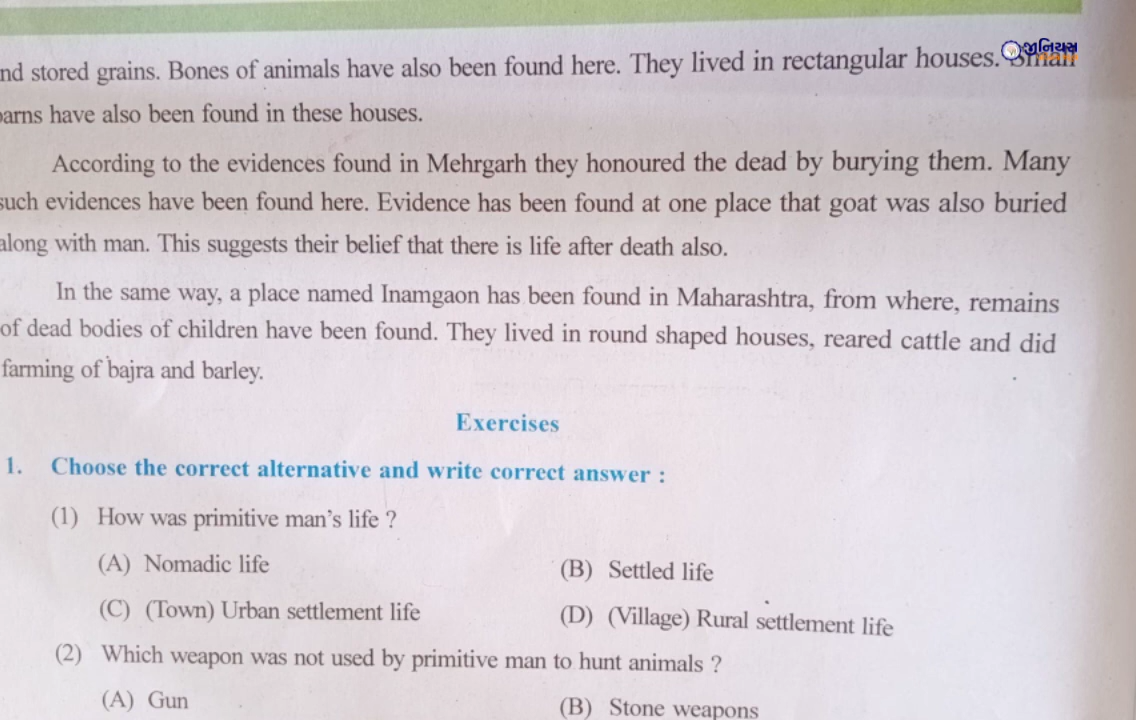 nd stored grains. Bones of animals have also been found here. They lived in rectangular houses. Small
જીનિયસ
arns have also been found in these houses.
According to the evidences found in Mehrgarh they honoured the dead by burying them. Many
such evidences have been found here. Evidence has been found at one place that goat was also buried
along with man. This suggests their belief that there is life after death also.
In the same way, a place named Inamgaon has been found in Maharashtra, from where, remains
of dead bodies of children have been found. They lived in round shaped houses, reared cattle and did
farming of bajra and barley.
Exercises
1. Choose the correct alternative and write correct answer :
(1) How was primitive man's life ?
(A) Nomadic life (B) Settled life
(C) (Town) Urban settlement life (D) (Village) Rural settlement life
(2) Which weapon was not used by primitive man to hunt animals ?
(A) Gun (B) Stone weapons